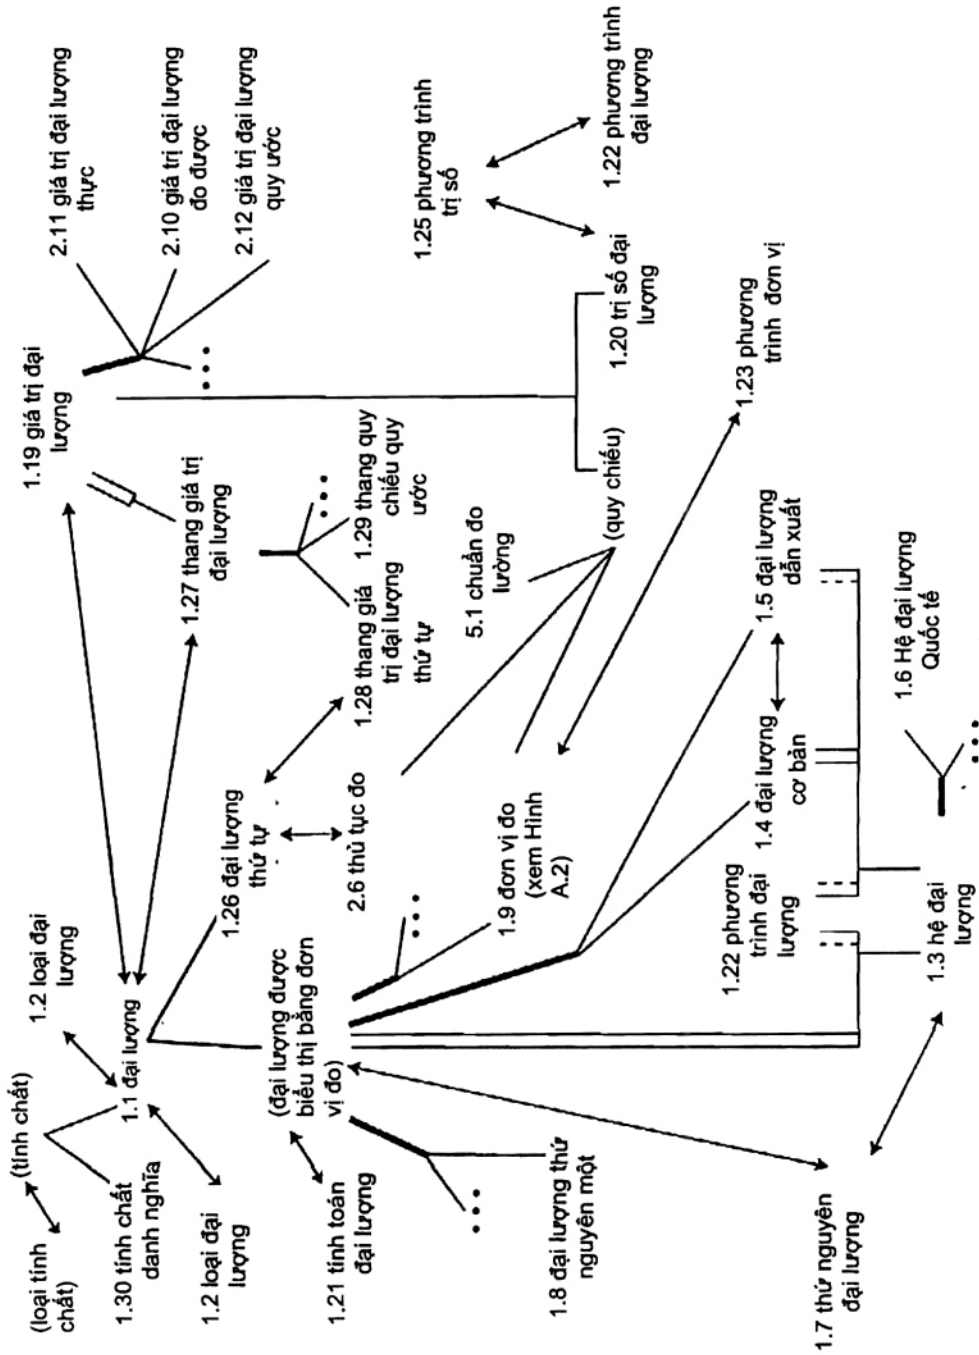 (loại tính
chất)
(tính chất)
1.2 loại đại
lượng
1.19 giá trị đại
lượng
2.11 giá trị đại lượng
thực
1.30 tính chất
danh nghĩa
1.1 đại lượng
1.27 thang giá trị
đại lượng
2.10 giá trị đại lượng
đo được
1.2 loại đại
lượng
1.26 đại lượng
thứ tự
2.12 giá trị đại lượng
quy ước
(đại lượng được
biểu thị bằng đơn
vị đo)
1.21 tính toán
đại lượng
2.6 thủ tục đo
1.28 thang giá
trị đại lượng
thứ tự
1.29 thang quy
chiếu quy
ước
1.25 phương trình
trị số
5.1 chuẩn đo
lường
1.9 đơn vị đo
(xem Hình
A.2)
1.8 đại lượng thứ
nguyên một
(quy chiếu)
1.20 trị số đại
lượng
1.22 phương trình
đại lượng
1.22 phương
trình đại
lượng
1.4 đại lượng
cơ bản
1.5 đại lượng
dẫn xuất
1.23 phương
trình đơn vị
1.7 thứ nguyên
đại lượng
1.3 hệ đại
lượng
1.6 Hệ đại lượng
Quốc tế